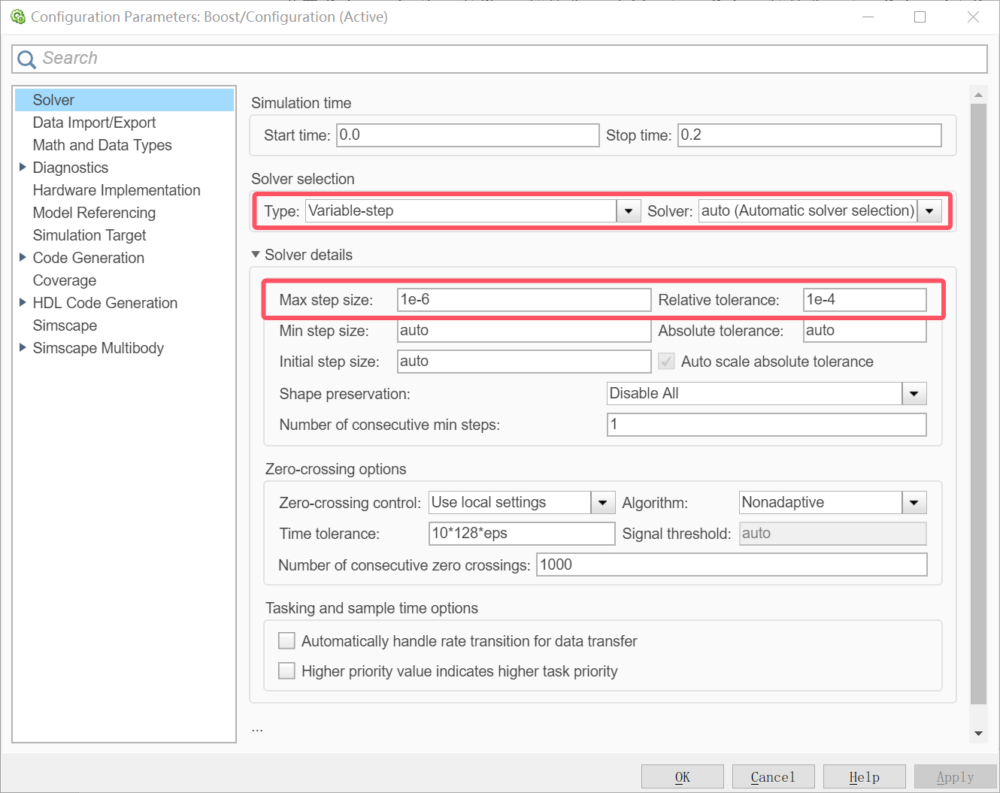 Configuration Parameters: Boost/Configuration (Active)
Search
Solver
Data Import/Export
Math and Data Types
Diagnostics
Hardware Implementation
Model Referencing
Simulation Target
Code Generation
Coverage
HDL Code Generation
Simscape
Simscape Multibody
Simulation time
Start time: 0.0 Stop time: 0.2
Solver selection
Type: Variable-step Solver: auto (Automatic solver selection)
Solver details
Max step size: 1e-6 Relative tolerance: 1e-4
Min step size: auto Absolute tolerance: auto
Initial step size: auto Auto scale absolute tolerance
Shape preservation: Disable All
Number of consecutive min steps: 1
Zero-crossing options
Zero-crossing control: Use local settings Algorithm: Nonadaptive
Time tolerance: 10*128*eps Signal threshold: auto
Number of consecutive zero crossings: 1000
Tasking and sample time options
Automatically handle rate transition for data transfer
Higher priority value indicates higher task priority
...
OK Cancel Help Apply